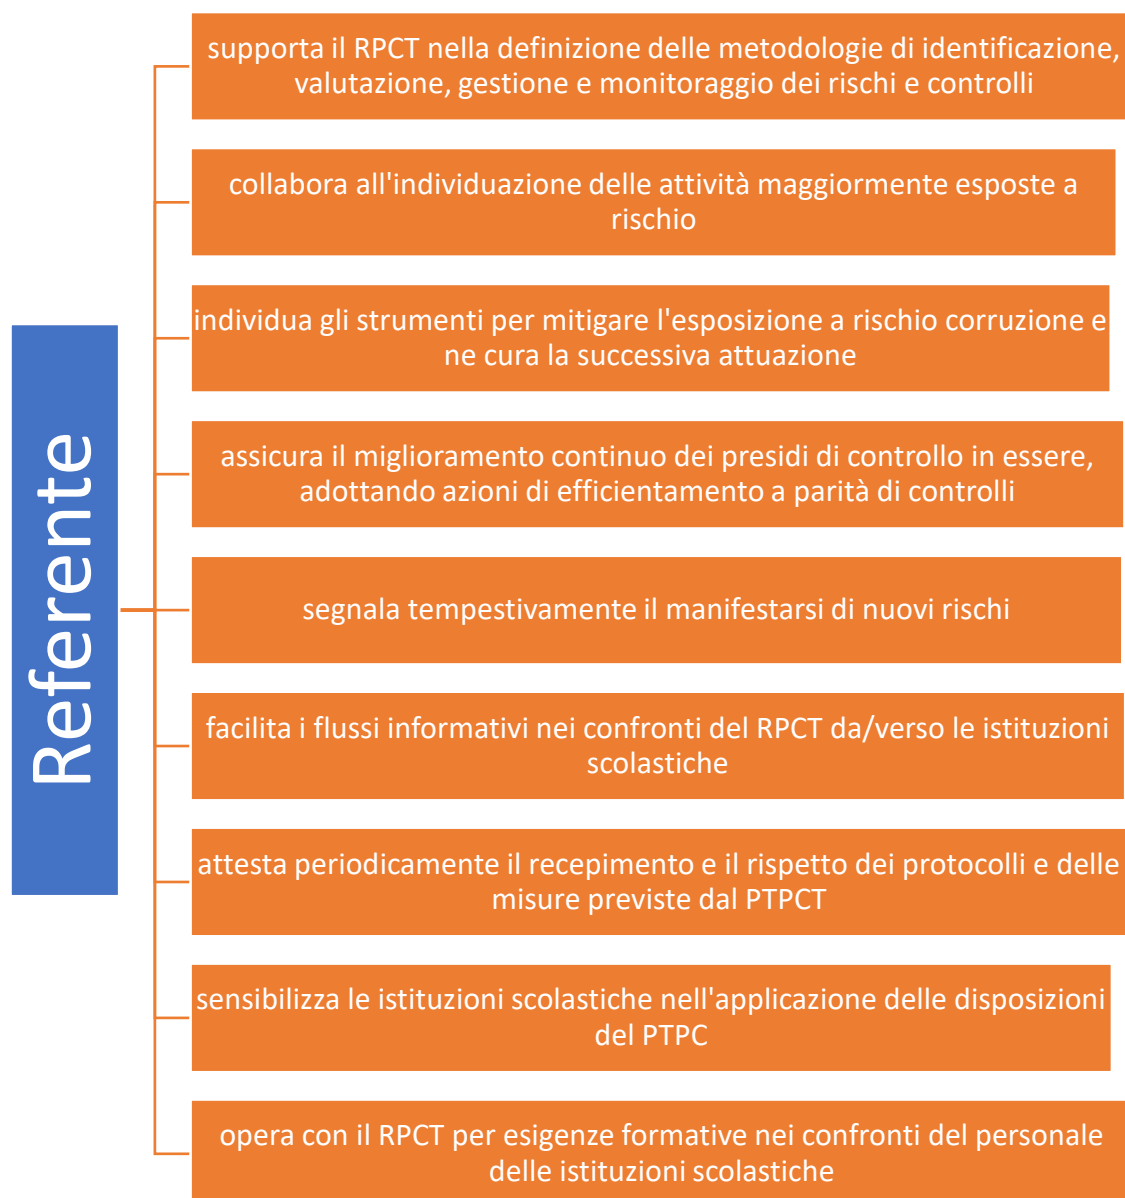 Referente
supporta il RPCT nella definizione delle metodologie di identificazione,
valutazione, gestione e monitoraggio dei rischi e controlli
collabora all'individuazione delle attività maggiormente esposte a
rischio
individua gli strumenti per mitigare l'esposizione a rischio corruzione e
ne cura la successiva attuazione
assicura il miglioramento continuo dei presidi di controllo in essere,
adottando azioni di efficientamento a parità di controlli
segnala tempestivamente il manifestarsi di nuovi rischi
facilita i flussi informativi nei confronti del RPCT da/verso le istituzioni
scolastiche
attesta periodicamente il recepimento e il rispetto dei protocolli e delle
misure previste dal PTPCT
sensibilizza le istituzioni scolastiche nell'applicazione delle disposizioni
del PTPC
opera con il RPCT per esigenze formative nei confronti del personale
delle istituzioni scolastiche